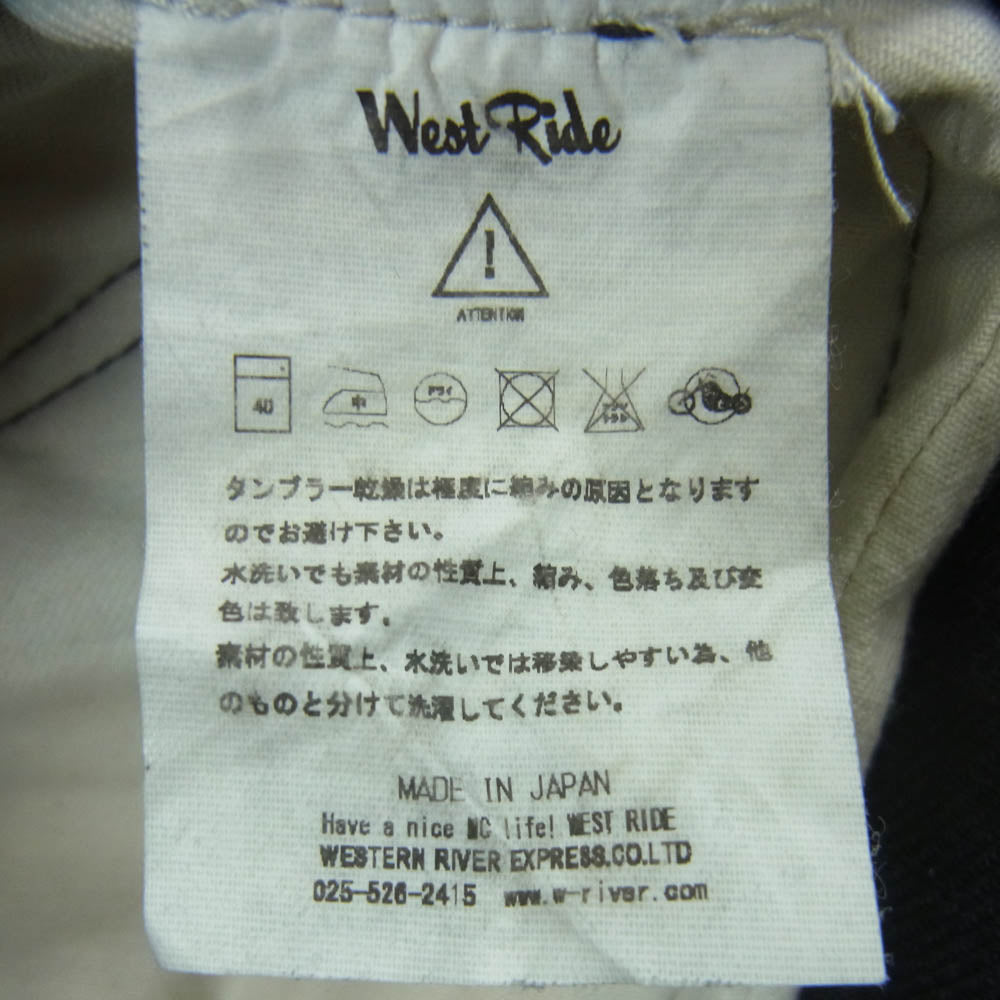 West Ride
!
ATTENTION
40 中 ドライ
タンブラー乾燥は極度に縮みの原因となります
のでお避け下さい。
水洗いでも素材の性質上、縮み、色落ち及び変
色は致します。
素材の性質上、水洗いでは移染しやすい為、他
のものと分けて洗濯してください。
MADE IN JAPAN
Have a nice MC life! WEST RIDE
WESTERN RIVER EXPRESS.CO.LTD
025-526-2415 www.w-river.com